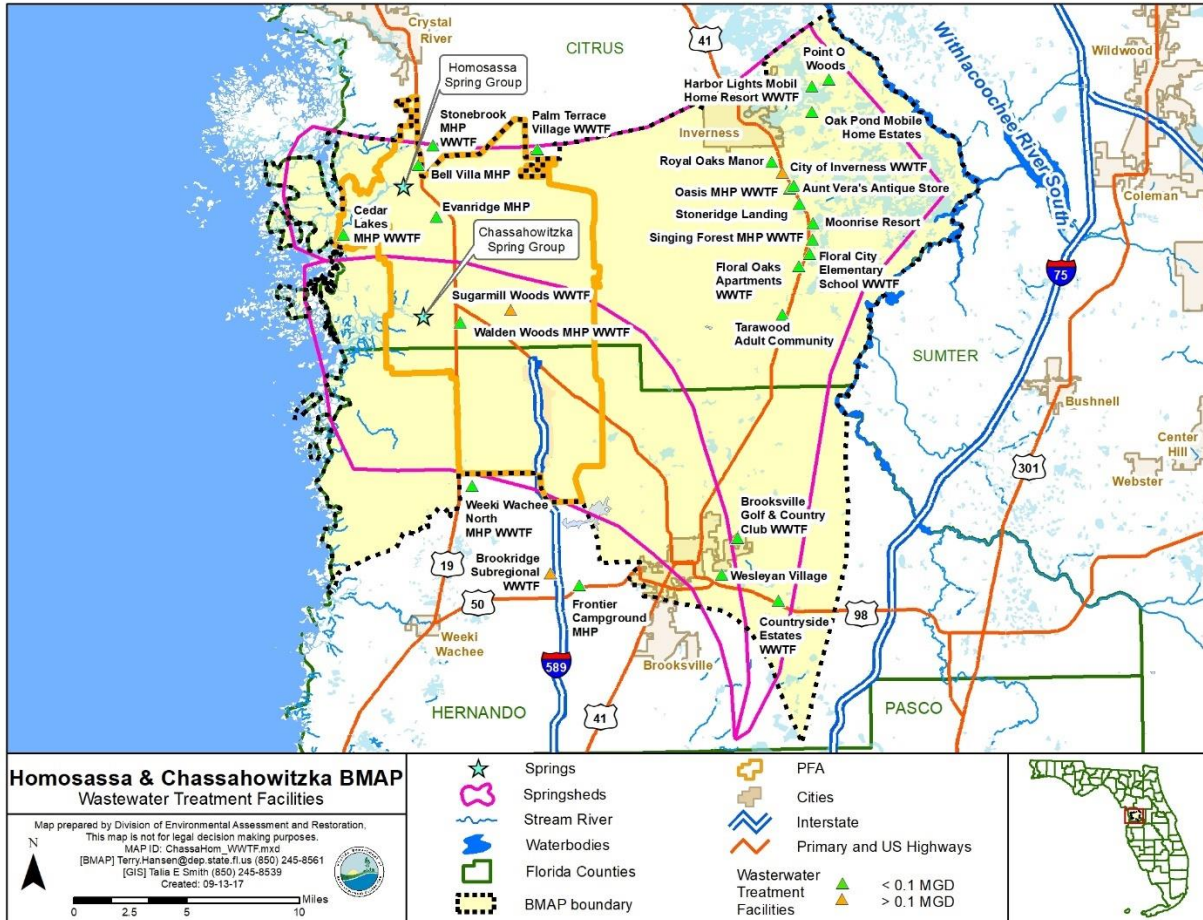 Crystal
River
Homosassa
Spring Group
CITRUS
41
Withlacoochee River South
Wildwood
Point O
Woods
Harbor Lights Mobil
Home Resort WWTF
Stonebrook
MHP
WWTF
Palm Terrace
Village WWTF
Inverness
Oak Pond Mobile
Home Estates
Royal Oaks Manor
City of Inverness WWTF
Bell Villa MHP
Oasis MHP WWTF
Aunt Vera's Antique Store
Coleman
Cedar
Lakes
MHP WWTF
Evanridge MHP
Stoneridge Landing
Moonrise Resort
Chassahowitzka
Spring Group
Singing Forest MHP WWTF
Floral City
Elementary
School WWTF
Floral Oaks
Apartments
WWTF
75
Sugarmill Woods WWTF
Walden Woods MHP WWTF
Tarawood
Adult Community
SUMTER
Bushnell
Center
Hill
301
Webster
Weeki Wachee
North
MHP WWTF
Brooksville
Golf & Country
Club WWTF
Brookridge
Subregional
WWTF
19
50
Wesleyan Village
Frontier
Campground
MHP
Countryside
Estates
WWTF
98
Weeki
Wachee
Brooksville
589
HERNANDO
41
PASCO
Homosassa & Chassahowitzka BMAP
Wastewater Treatment Facilities
Map prepared by Division of Environmental Assessment and Restoration,
This map is not for legal decision making purposes.
MAP ID: ChassaHom_WWTF.mxd
[BMAP] Terry.Hansen@dep.state.fl.us (850) 245-8561
[GIS] Talia E Smith (850) 245-8539
Created: 09-13-17
N
Miles
0 2.5 5 10
Springs
Springsheds
Stream River
Waterbodies
Florida Counties
BMAP boundary
PFA
Cities
Interstate
Primary and US Highways
Wasterwater
Treatment
Facilities
< 0.1 MGD
> 0.1 MGD